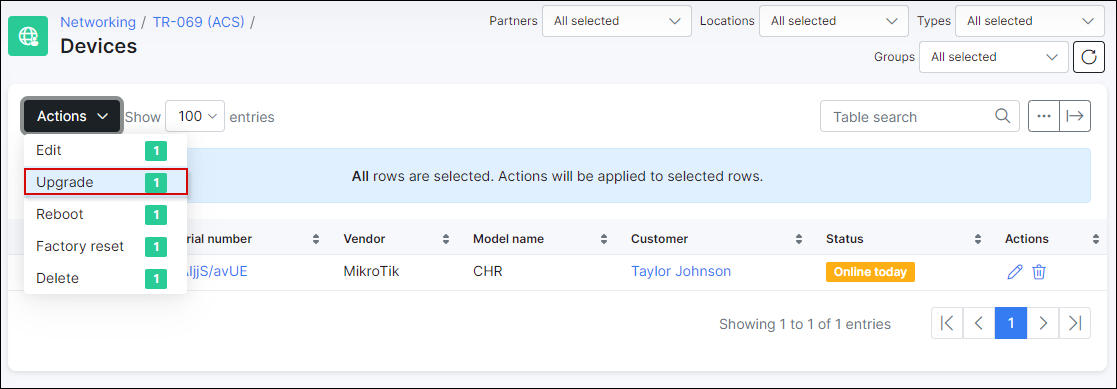 Networking / TR-069 (ACS) /
Devices
Partners All selected Locations All selected Types All selected
Groups All selected
Actions Show 100 entries Table search
Edit 1
Upgrade 1
Reboot 1
Factory reset 1
Delete 1
All rows are selected. Actions will be applied to selected rows.
rial number Vendor Model name Customer Status Actions
IjjS/avUE MikroTik CHR Taylor Johnson Online today
Showing 1 to 1 of 1 entries 1